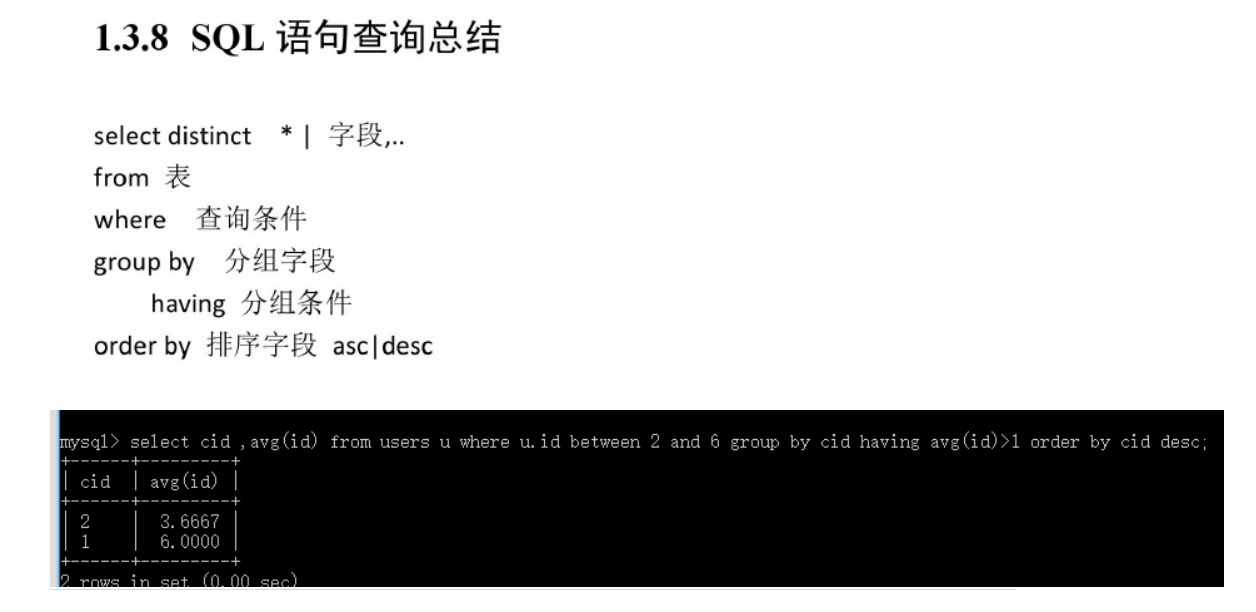 1.3.8 SQL 语句查询总结
select distinct * | 字段,..
from 表
where 查询条件
group by 分组字段
having 分组条件
order by 排序字段 asc|desc
mysql> select cid ,avg(id) from users u where u.id between 2 and 6 group by cid having avg(id)>1 order by cid desc;
+------+---------+
| cid | avg(id) |
+------+---------+
| 2 | 3.6667 |
| 1 | 6.0000 |
+------+---------+
2 rows in set (0.00 sec)